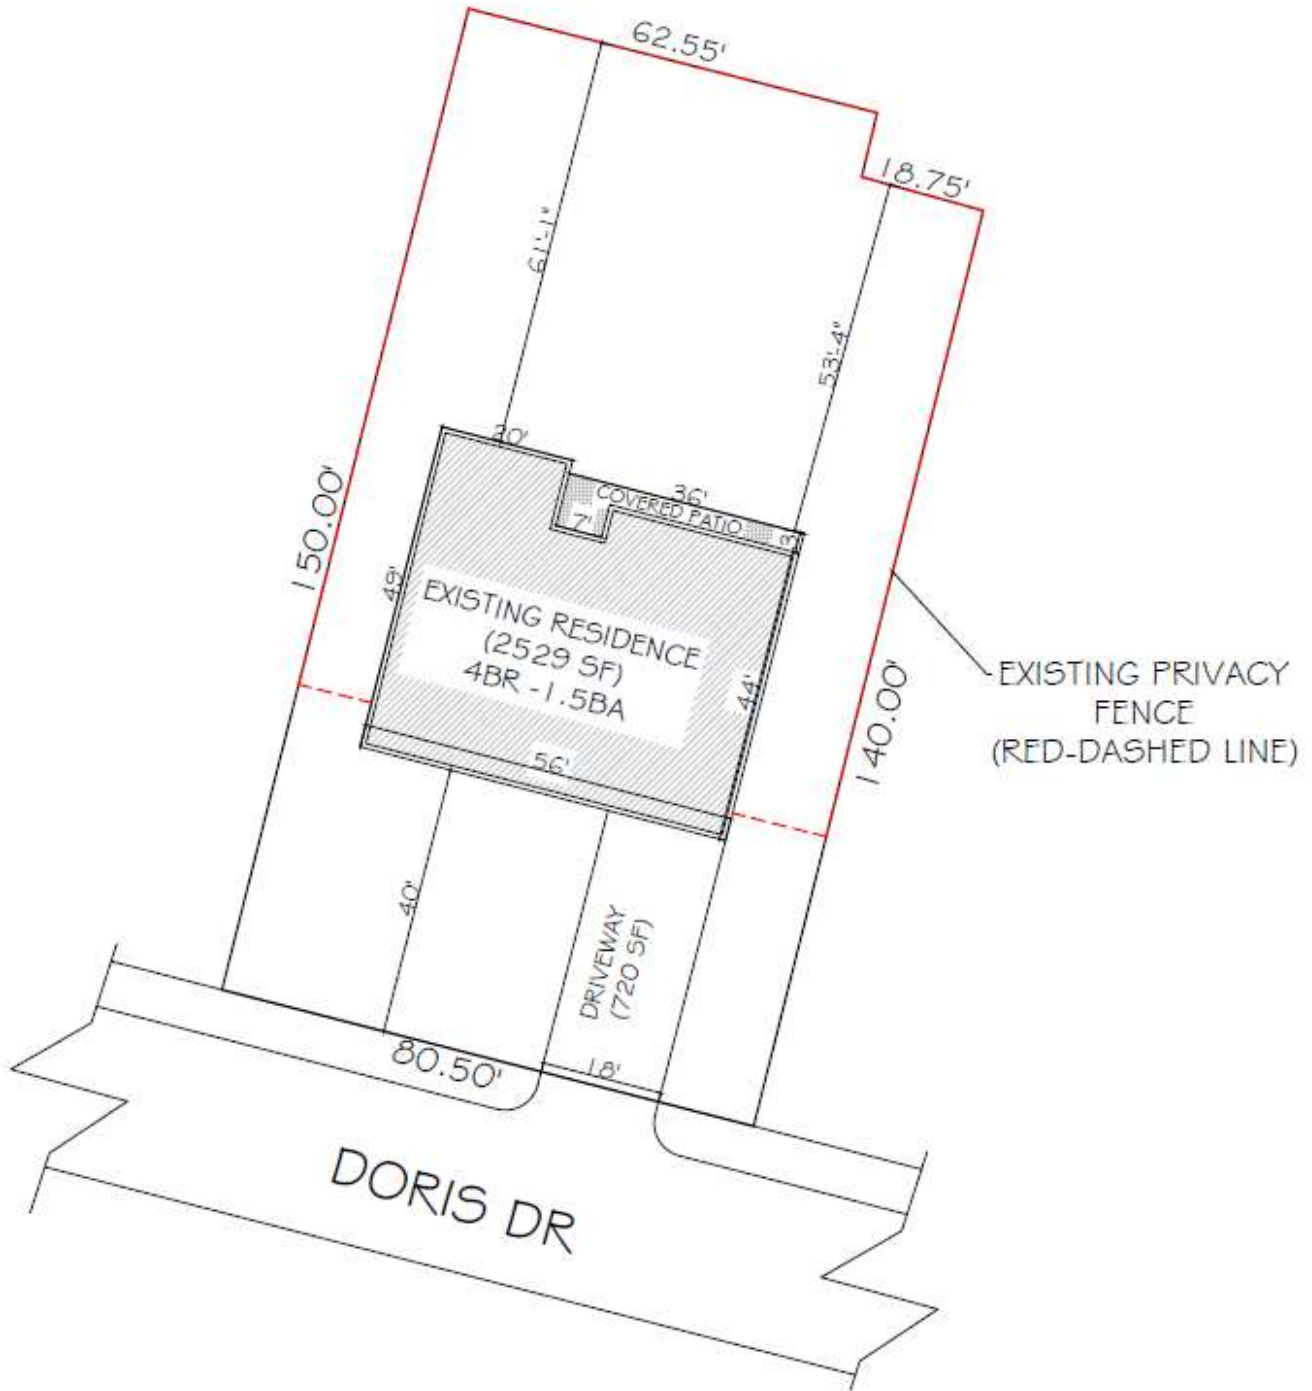 62.55'
18.75'
61'-1"
53'-4"
20'
36'
COVERED PATIO
7'
3'
150.00'
49'
EXISTING RESIDENCE
(2529 SF)
4BR -1.5BA
44'
56'
140.00'
EXISTING PRIVACY
FENCE
(RED-DASHED LINE)
40'
DRIVEWAY
(720 SF)
80.50'
18'
DORIS DR